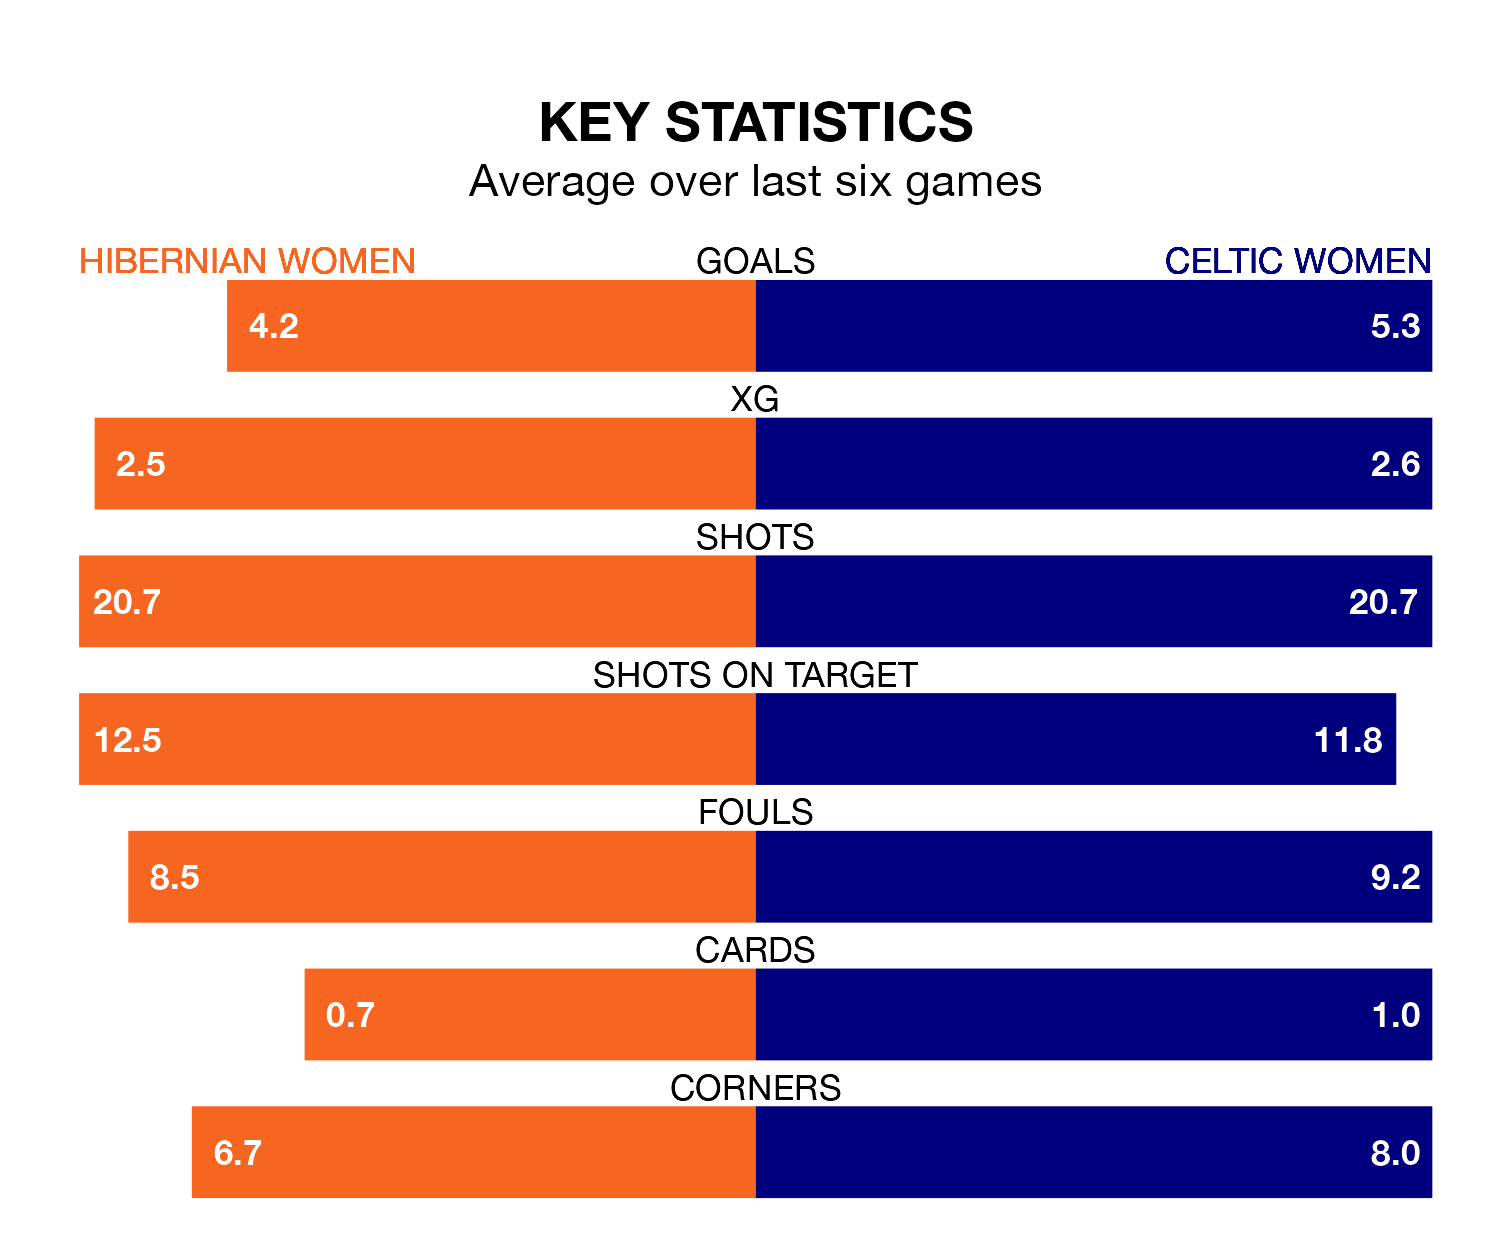 KEY STATISTICS
Average over last six games
HIBERNIAN WOMEN GOALS CELTIC WOMEN
4.2 5.3
XG
2.5 2.6
SHOTS
20.7 20.7
SHOTS ON TARGET
12.5 11.8
FOULS
8.5 9.2
CARDS
0.7 1.0
CORNERS
6.7 8.0